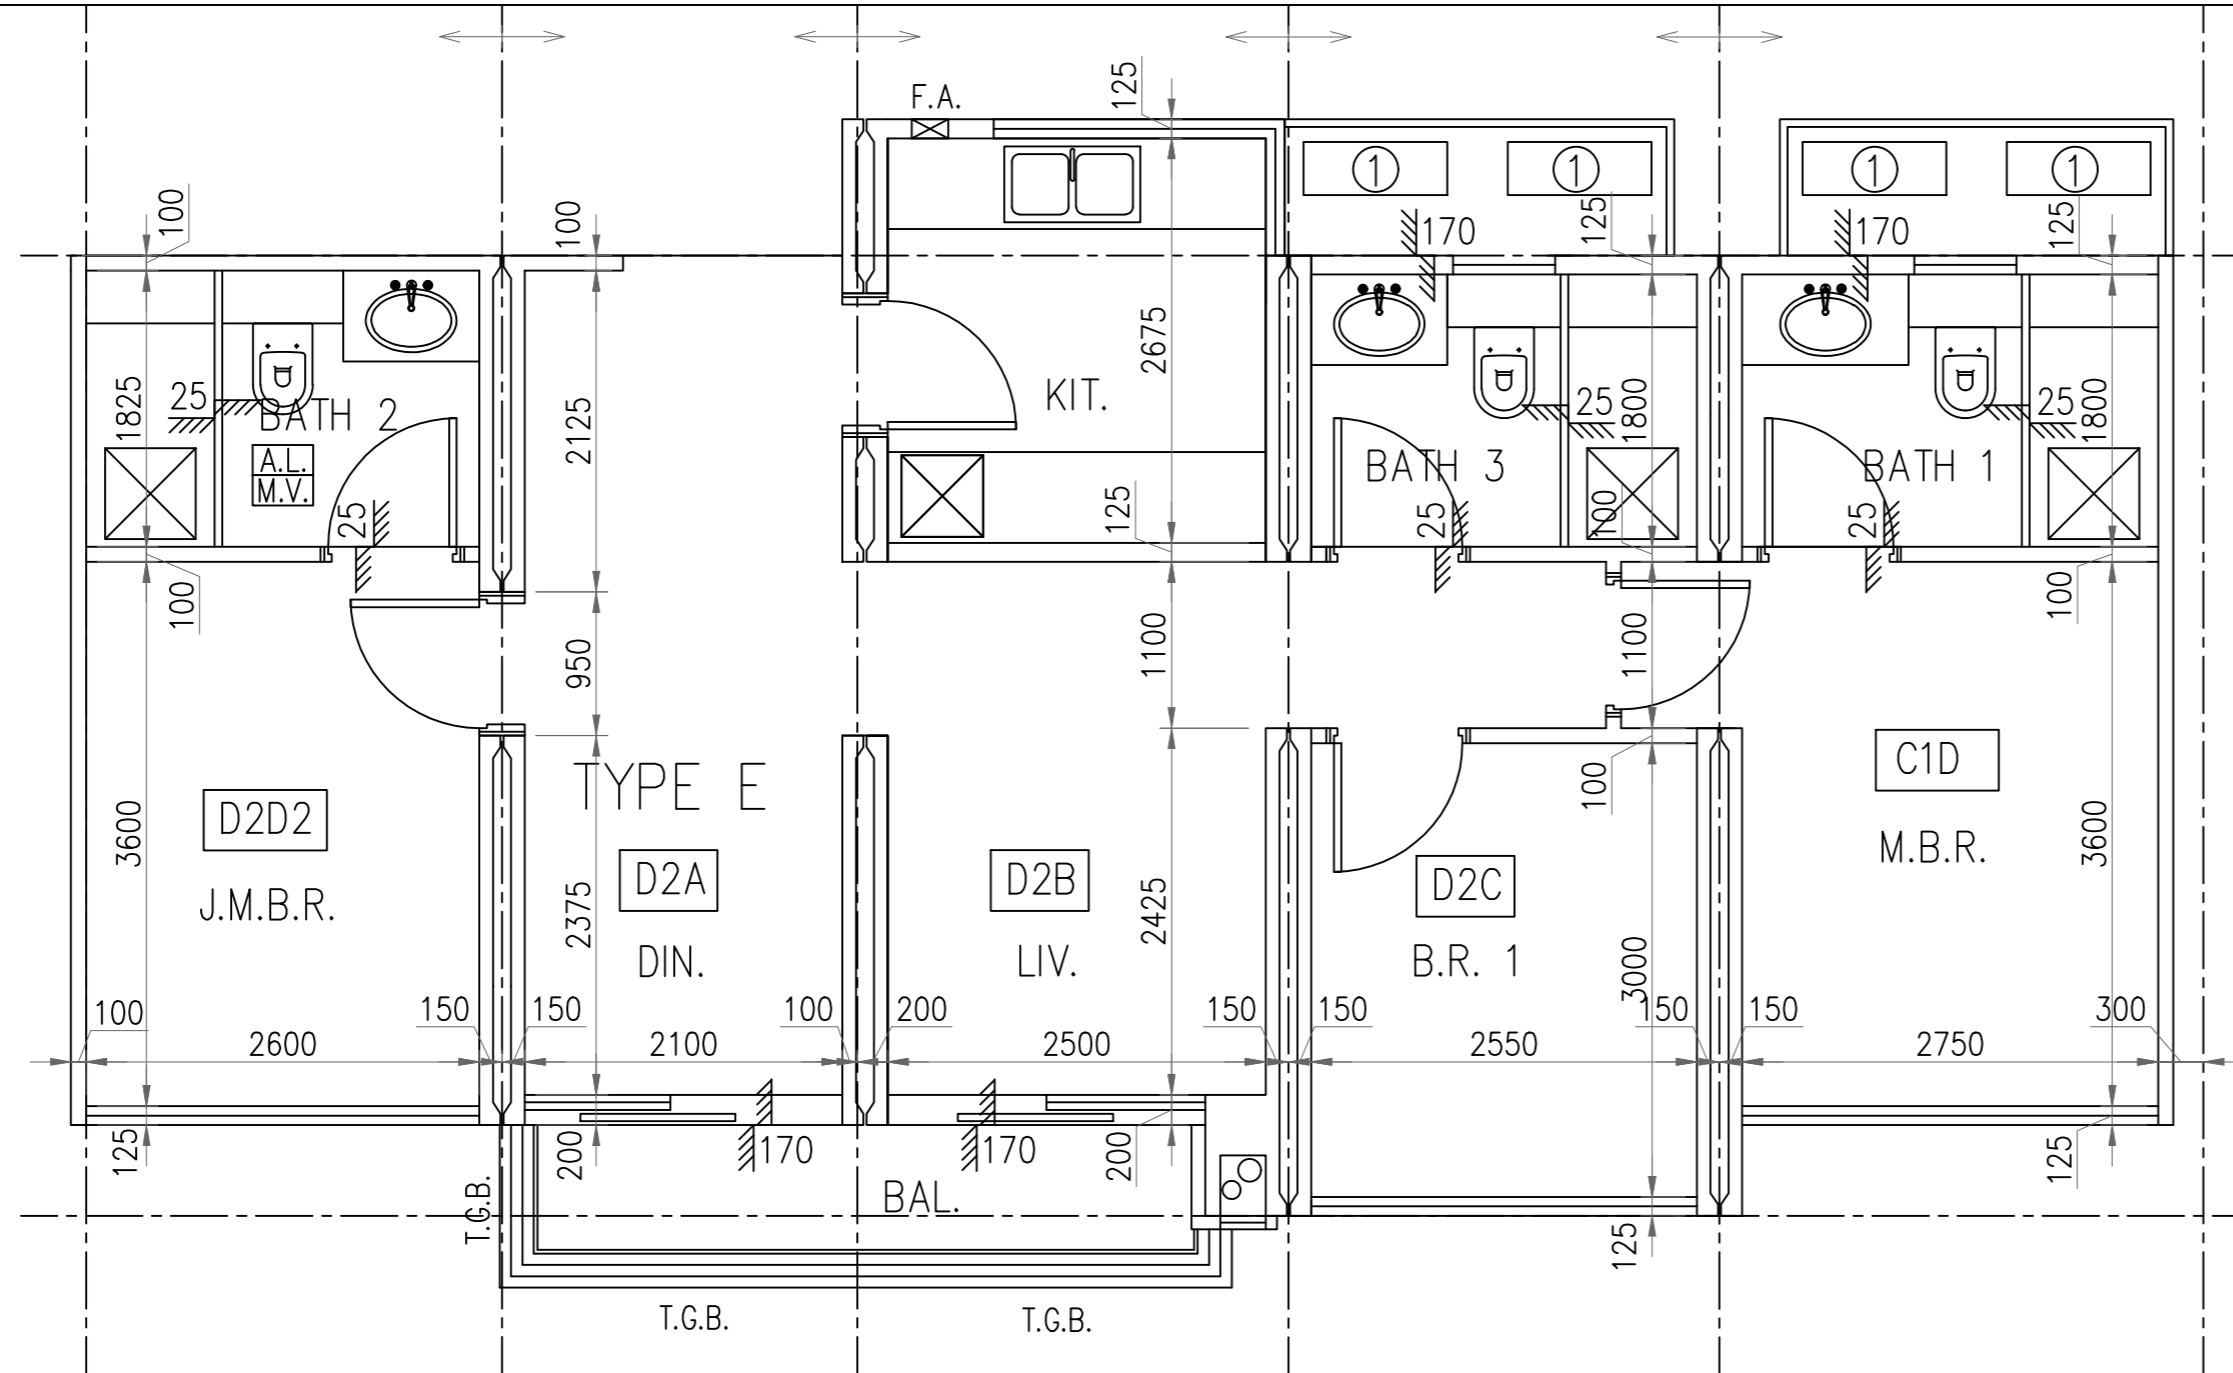 F.A.
125
1
1
1
1
100
100
125
170
125
170
2675
1825
25
BATH 2
A.L.
M.V.
25
2125
KIT.
125
25
1800
BATH 3
25
100
25
1800
BATH 1
25
100
950
1100
1100
100
TYPE E
D2D2
J.M.B.R.
3600
D2A
DIN.
2375
D2B
LIV.
2425
D2C
B.R. 1
100
3000
C1D
M.B.R.
3600
100
150
150
100
200
150
150
150
150
300
2600
2100
2500
2550
2750
125
200
170
170
200
125
125
T.G.B.
BAL.
T.G.B.
T.G.B.